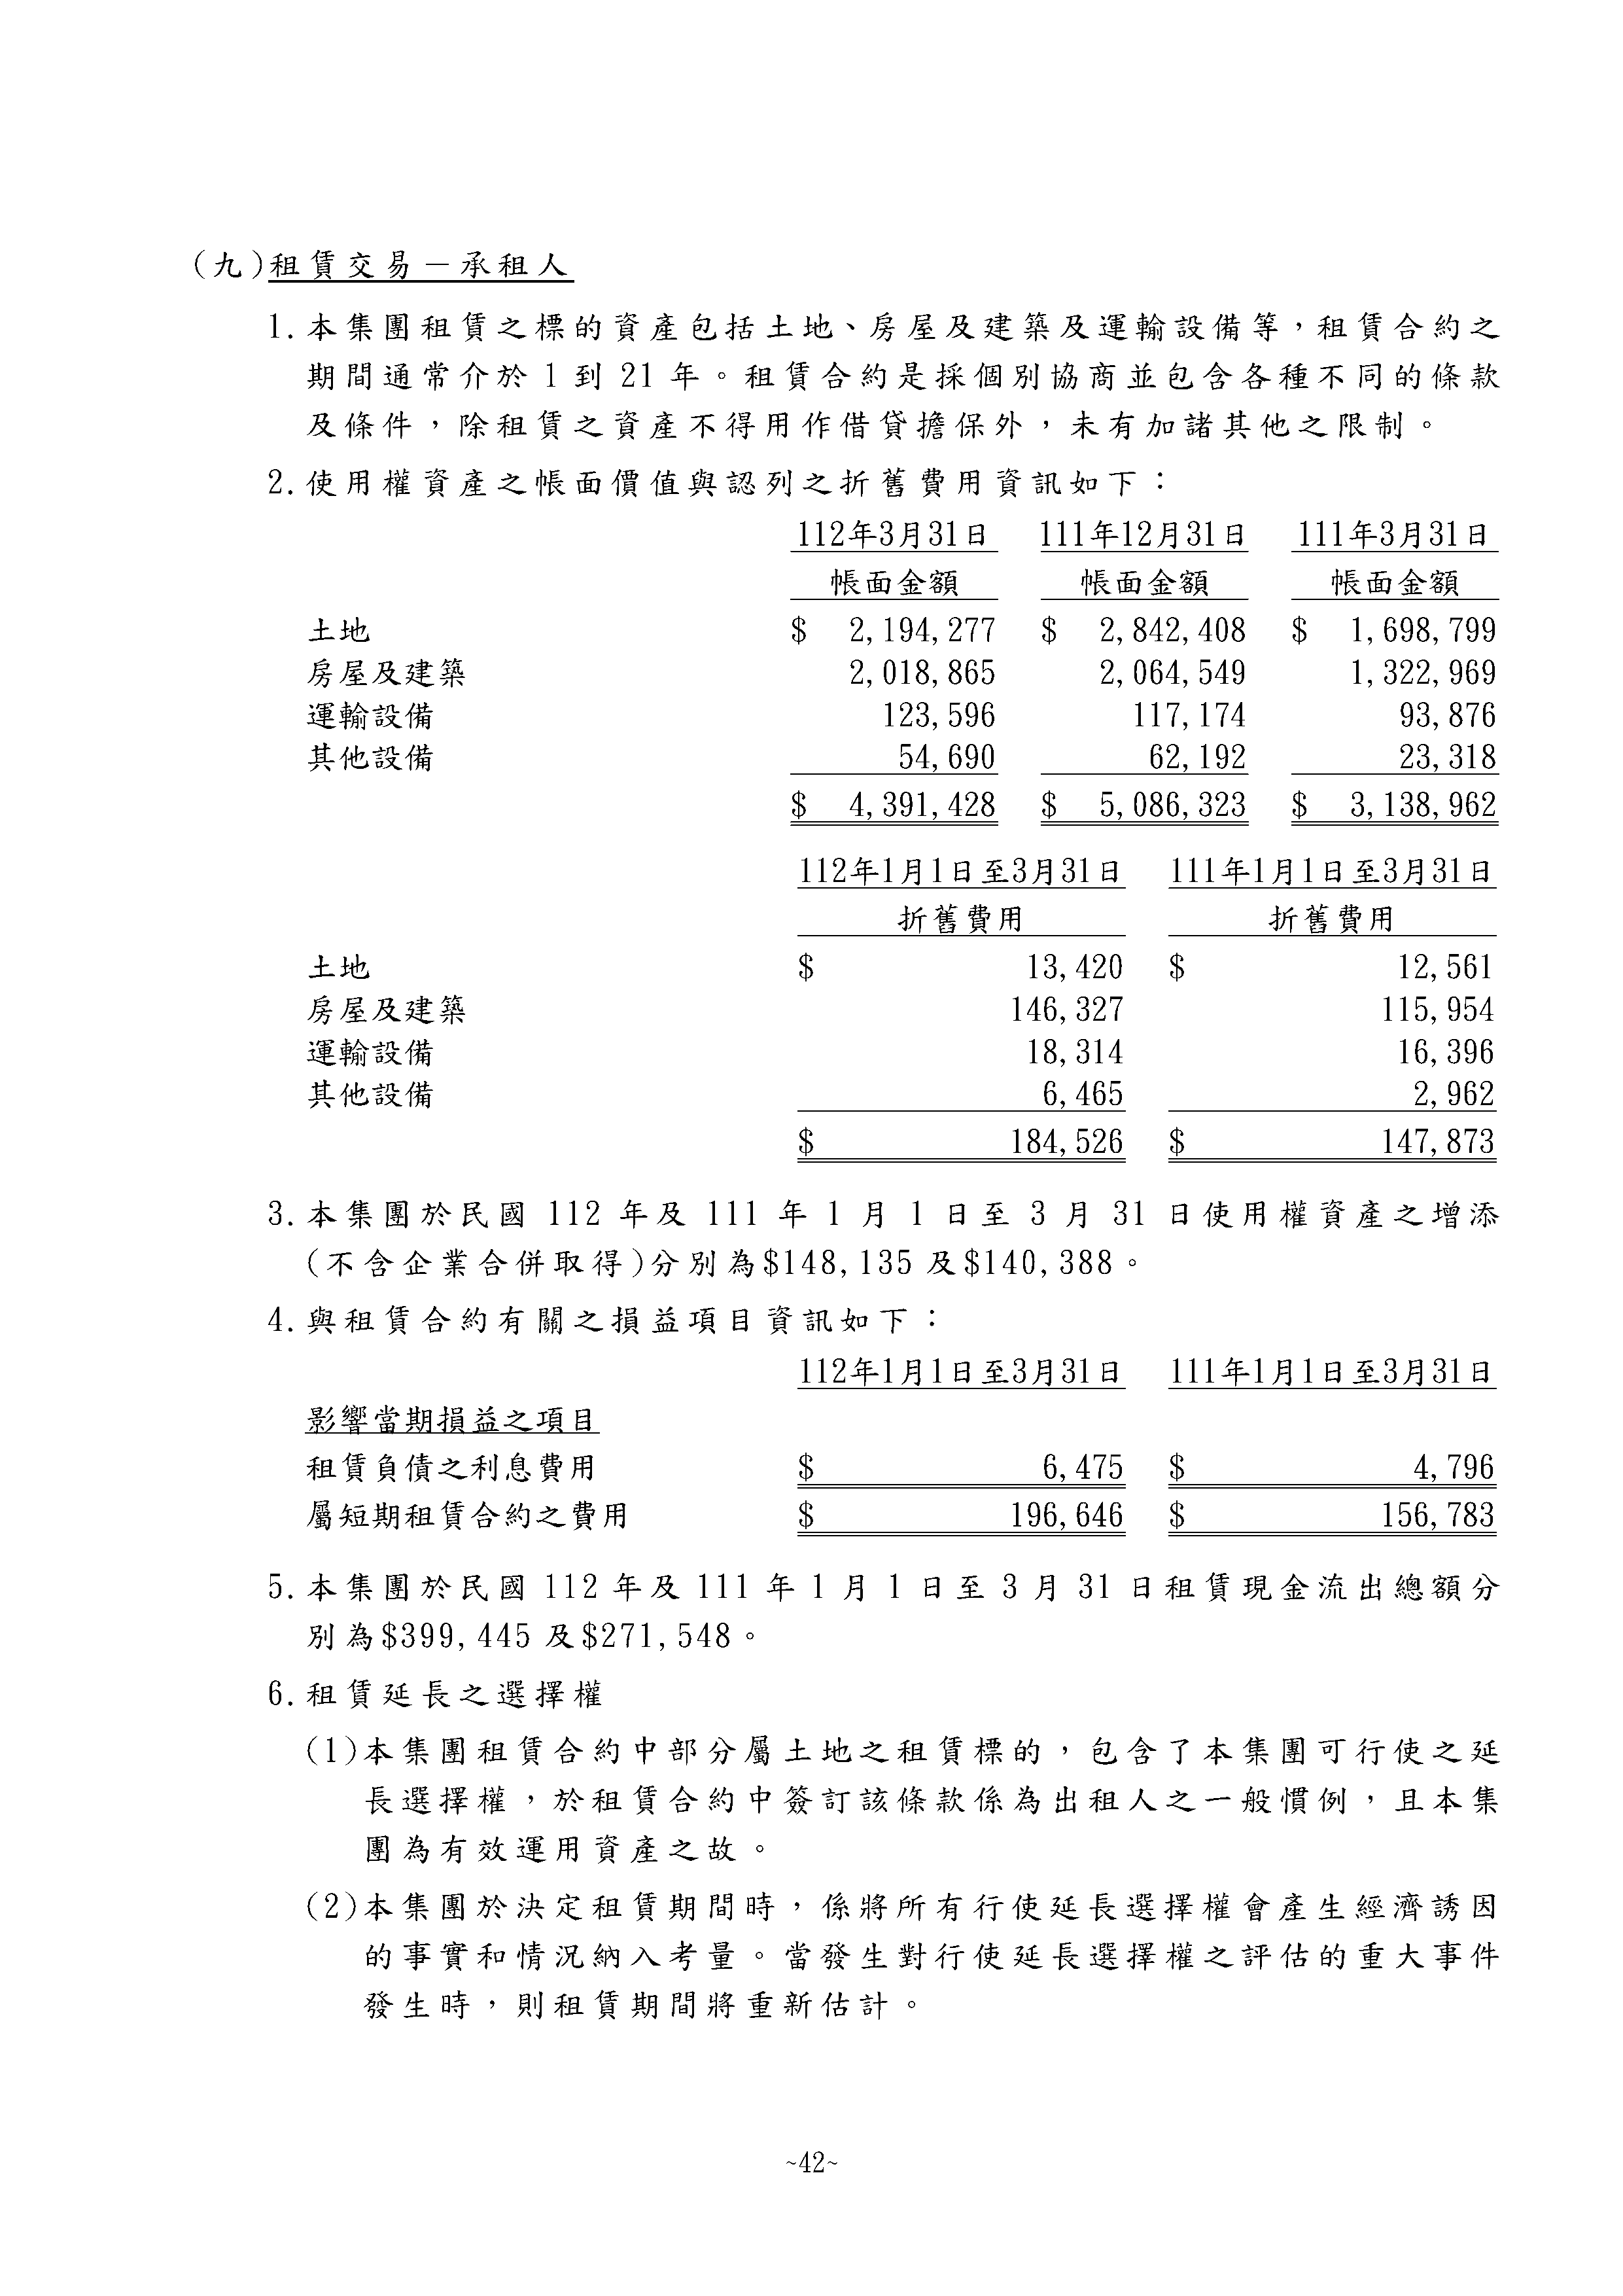 (九)租賃交易－承租人
1.本集團租賃之標的資產包括土地、房屋及建築及運輸設備等，租賃合約之
期間通常介於 1 到 21 年。租賃合約是採個別協商並包含各種不同的條款
及條件，除租賃之資產不得用作借貸擔保外，未有加諸其他之限制。
2.使用權資產之帳面價值與認列之折舊費用資訊如下：
112年3月31日 111年12月31日 111年3月31日
帳面金額 帳面金額 帳面金額
土地 $ 2,194,277 $ 2,842,408 $ 1,698,799
房屋及建築 2,018,865 2,064,549 1,322,969
運輸設備 123,596 117,174 93,876
其他設備 54,690 62,192 23,318
$ 4,391,428 $ 5,086,323 $ 3,138,962
112年1月1日至3月31日 111年1月1日至3月31日
折舊費用 折舊費用
土地 $ 13,420 $ 12,561
房屋及建築 146,327 115,954
運輸設備 18,314 16,396
其他設備 6,465 2,962
$ 184,526 $ 147,873
3.本集團於民國 112 年及 111 年 1 月 1 日至 3 月 31 日使用權資產之增添
(不含企業合併取得)分別為$148,135 及$140,388。
4.與租賃合約有關之損益項目資訊如下：
112年1月1日至3月31日 111年1月1日至3月31日
影響當期損益之項目
租賃負債之利息費用 $ 6,475 $ 4,796
屬短期租賃合約之費用 $ 196,646 $ 156,783
5.本集團於民國 112 年及 111 年 1 月 1 日至 3 月 31 日租賃現金流出總額分
別為$399,445 及$271,548。
6.租賃延長之選擇權
(1)本集團租賃合約中部分屬土地之租賃標的，包含了本集團可行使之延
長選擇權，於租賃合約中簽訂該條款係為出租人之一般慣例，且本集
團為有效運用資產之故。
(2)本集團於決定租賃期間時，係將所有行使延長選擇權會產生經濟誘因
的事實和情況納入考量。當發生對行使延長選擇權之評估的重大事件
發生時，則租賃期間將重新估計。
~42~